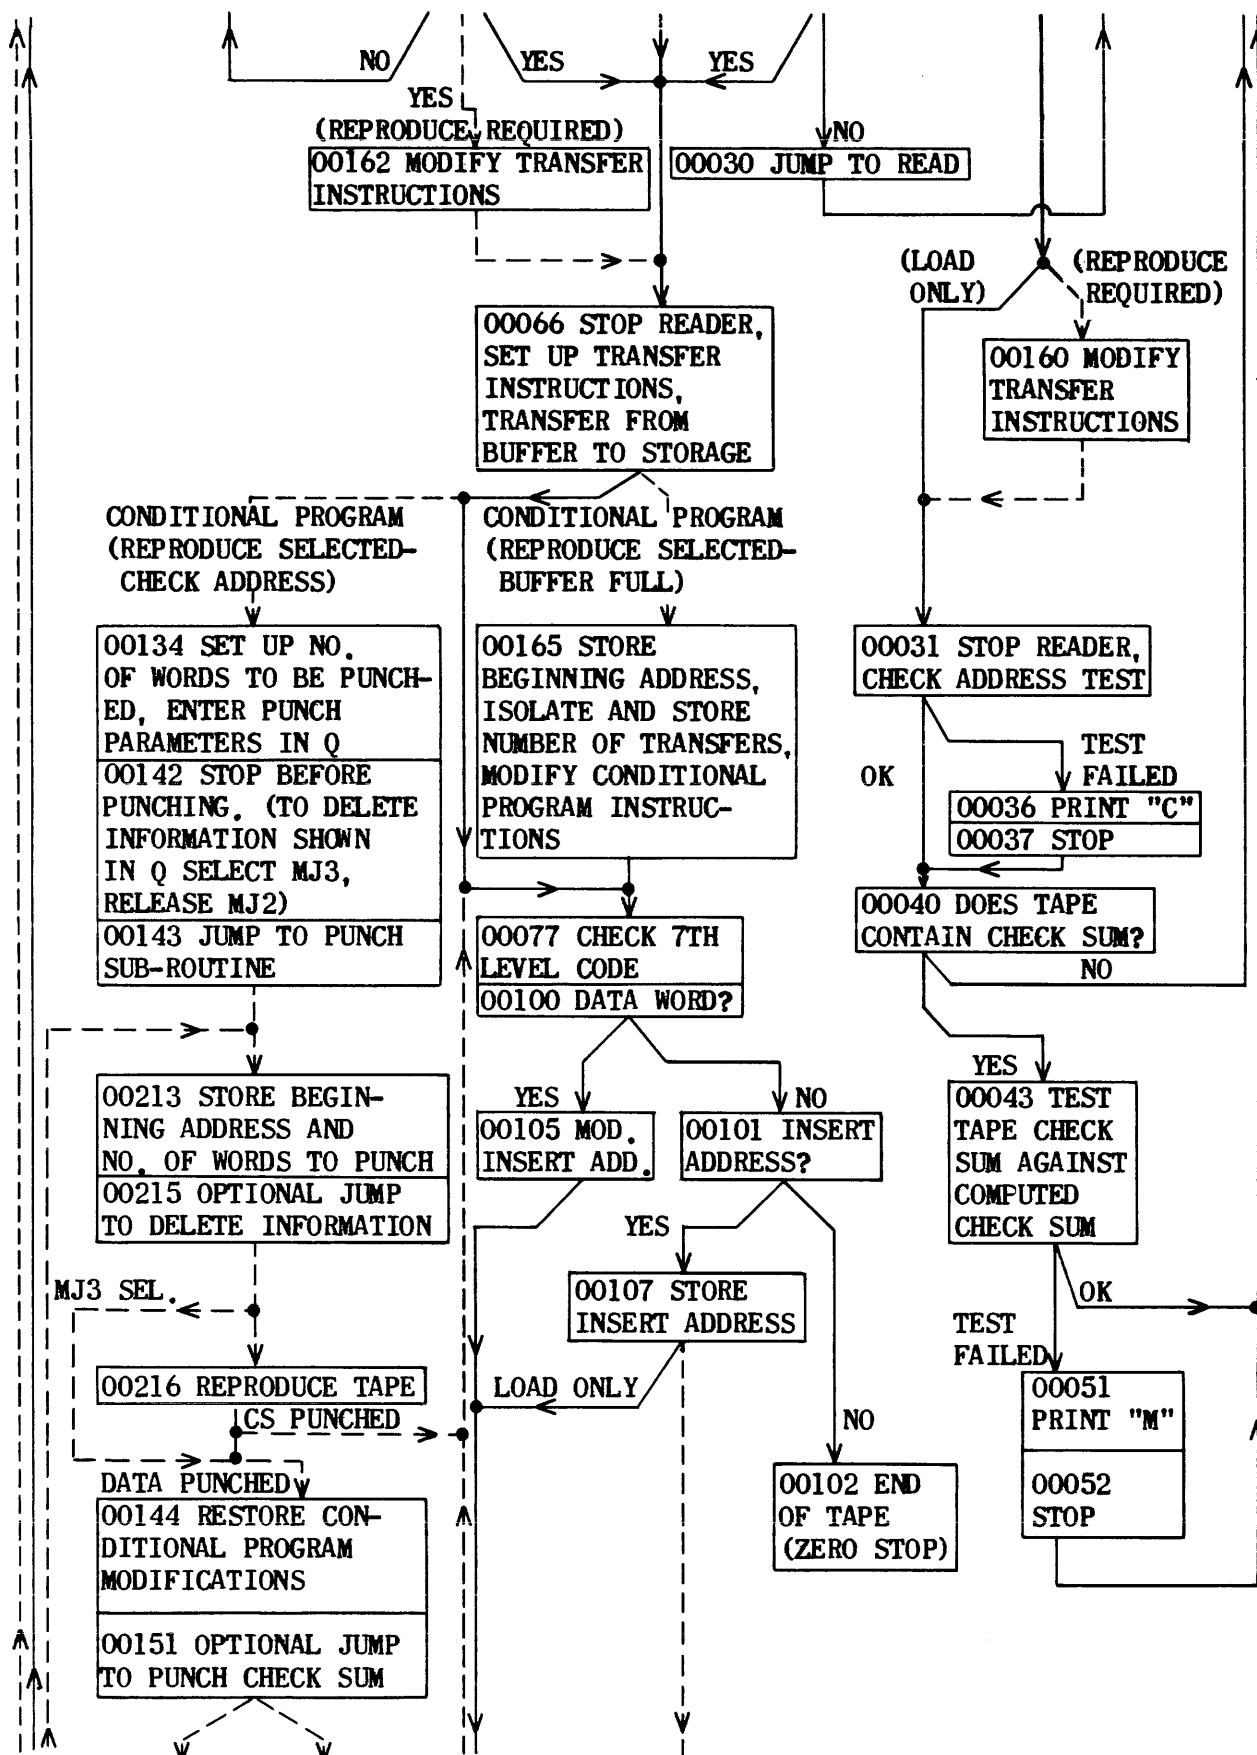 NO
YES
YES
YES
(REPRODUCE REQUIRED)
NO
00162 MODIFY TRANSFER
INSTRUCTIONS
00030 JUMP TO READ
(LOAD
ONLY)
(REPRODUCE
REQUIRED)
00066 STOP READER,
SET UP TRANSFER
INSTRUCTIONS,
TRANSFER FROM
BUFFER TO STORAGE
00160 MODIFY
TRANSFER
INSTRUCTIONS
CONDITIONAL PROGRAM
(REPRODUCE SELECTED-
CHECK ADDRESS)
CONDITIONAL PROGRAM
(REPRODUCE SELECTED-
BUFFER FULL)
00134 SET UP NO.
OF WORDS TO BE PUNCH-
ED, ENTER PUNCH
PARAMETERS IN Q
00142 STOP BEFORE
PUNCHING. (TO DELETE
INFORMATION SHOWN
IN Q SELECT MJ3,
RELEASE MJ2)
00143 JUMP TO PUNCH
SUB-ROUTINE
00165 STORE
BEGINNING ADDRESS,
ISOLATE AND STORE
NUMBER OF TRANSFERS,
MODIFY CONDITIONAL
PROGRAM INSTRUC-
TIONS
00031 STOP READER,
CHECK ADDRESS TEST
OK
TEST
FAILED
00036 PRINT "C"
00037 STOP
00040 DOES TAPE
CONTAIN CHECK SUM?
NO
00077 CHECK 7TH
LEVEL CODE
00100 DATA WORD?
YES
YES
NO
00213 STORE BEGIN-
NING ADDRESS AND
NO. OF WORDS TO PUNCH
00215 OPTIONAL JUMP
TO DELETE INFORMATION
00105 MOD.
INSERT ADD.
00101 INSERT
ADDRESS?
00043 TEST
TAPE CHECK
SUM AGAINST
COMPUTED
CHECK SUM
YES
MJ3 SEL.
00107 STORE
INSERT ADDRESS
OK
TEST
FAILED
00216 REPRODUCE TAPE
LOAD ONLY
00051
PRINT "M"
CS PUNCHED
NO
DATA PUNCHED
00102 END
OF TAPE
(ZERO STOP)
00052
STOP
00144 RESTORE CON-
DITIONAL PROGRAM
MODIFICATIONS
00151 OPTIONAL JUMP
TO PUNCH CHECK SUM